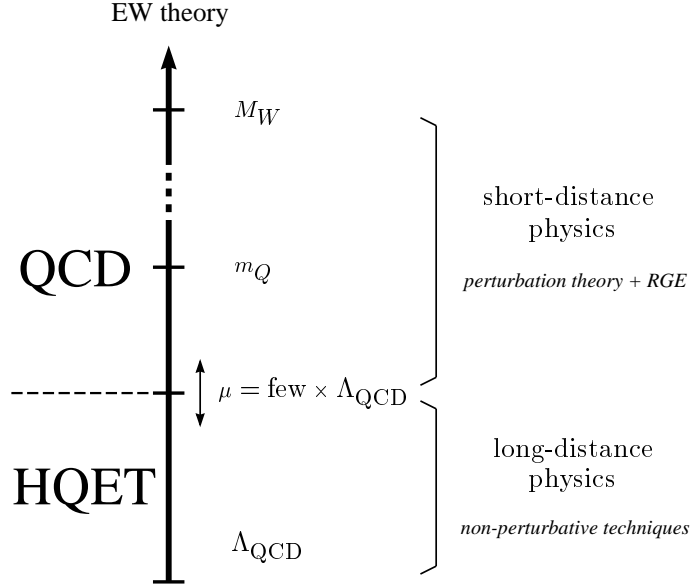 EW theory
M_W
short-distance
physics
perturbation theory + RGE
QCD
m_Q
μ = few × Λ_QCD
HQET
long-distance
physics
non-perturbative techniques
Λ_QCD